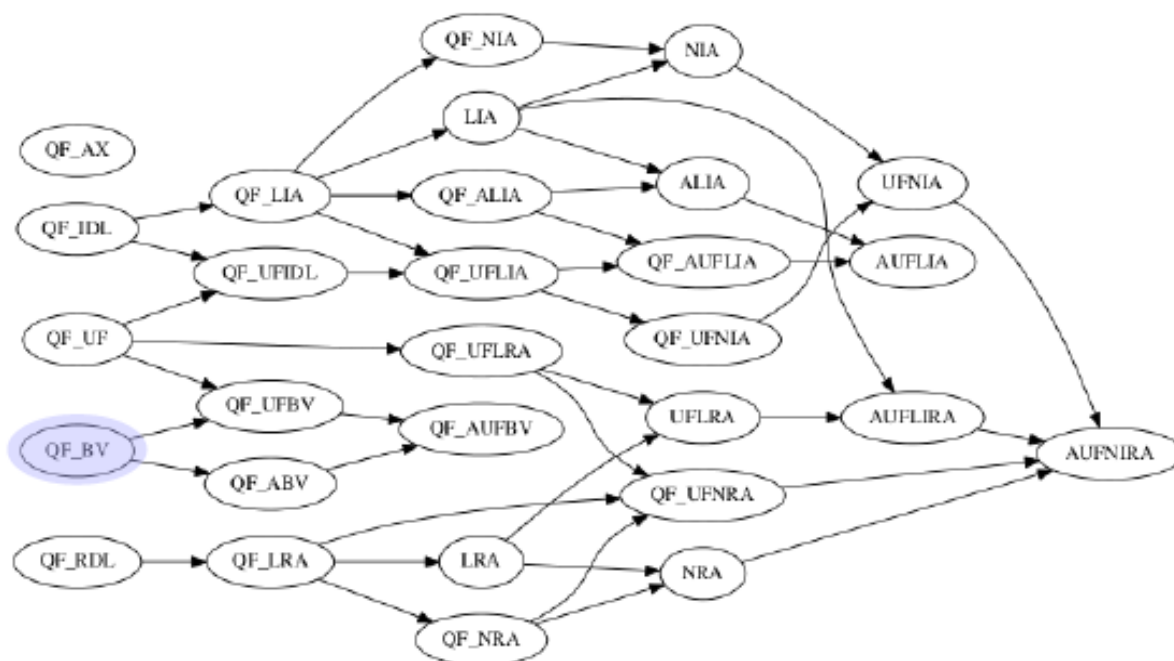 QF_NIA
NIA
LIA
QF_AX
QF_LIA
QF_ALIA
ALIA
UFNIA
QF_IDL
QF_UFIDL
QF_UFLIA
QF_AUFLIA
AUFLIA
QF_UF
QF_UFLRA
QF_UFNIA
QF_UFBV
QF_AUFBV
UFLRA
AUFLIRA
QF_BV
QF_ABV
QF_UFNRA
AUFNIRA
QF_RDL
QF_LRA
LRA
NRA
QF_NRA